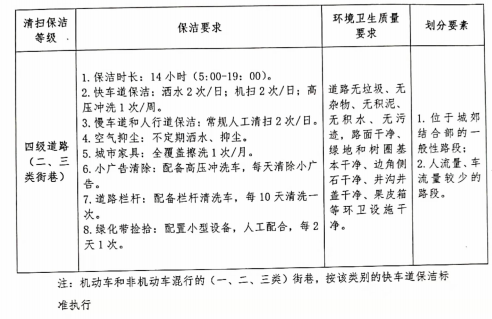 清扫保洁
等级
保洁要求
环境卫生质量
要求
划分要素
四级道路
（二、三
类街巷）
1.保洁时长：14小时（5:00-19：00）。
2.快车道保洁：洒水2次/日；机扫2次/日；高
压冲洗1次/周。
3.慢车道和人行道保洁：常规人工清扫2次/日。
4.空气抑尘：不定期洒水、抑尘。
5.城市家具：全覆盖擦洗1次/月。
6.小广告清除：配备高压冲洗车，每天清除小广
告。
7.道路栏杆：配备栏杆清洗车，每10天清洗一
次。
8.绿化带捡拾：配置小型设备，人工配合，每2
天1次。
道路无垃圾、无
杂物、无积泥、
无积水、无污
迹，路面干净、
绿地和树圈基
本干净、边角侧
石干净、井沟井
盖干净、果皮箱
等环卫设施干
净。
1.位于城郊
结合部的一
般性路段；
2.人流量、车
流量较少的
路段。
注：机动车和非机动车混行的（一、二、三类）街巷，按该类别的快车道保洁标
准执行